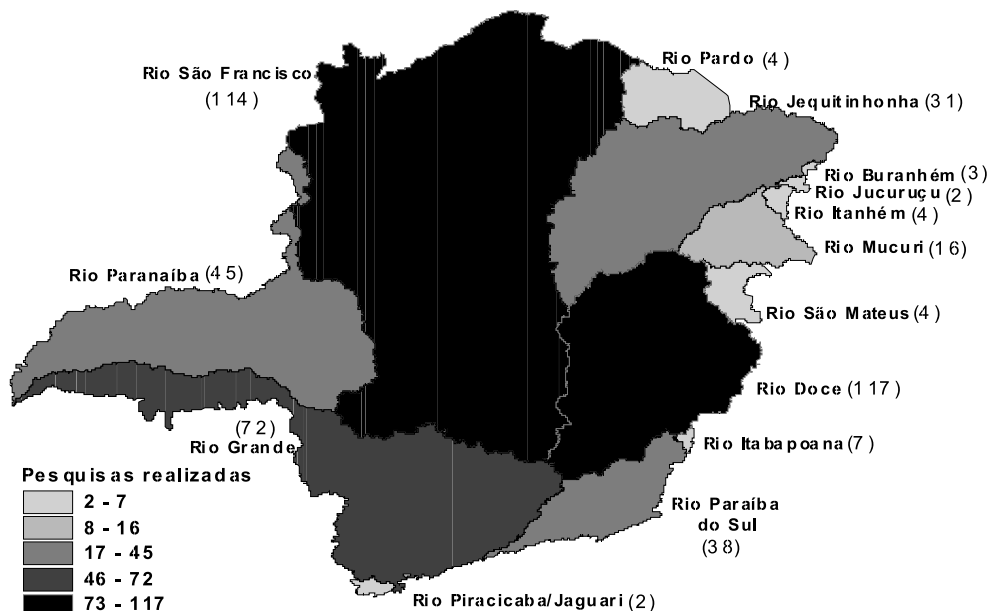 Rio São Francisco
(114)
Rio Pardo (4)
Rio Jequitinhonha (31)
Rio Buranhém (3)
Rio Jucuruçu (2)
Rio Itanhém (4)
Rio Mucuri (16)
Rio Paranaíba (45)
Rio São Mateus (4)
Rio Doce (117)
(72)
Rio Grande
Rio Itabapoana (7)
Rio Paraíba
do Sul
(38)
Pesquisas realizadas
2 - 7
8 - 16
17 - 45
46 - 72
73 - 117
Rio Piracicaba/Jaguari (2)